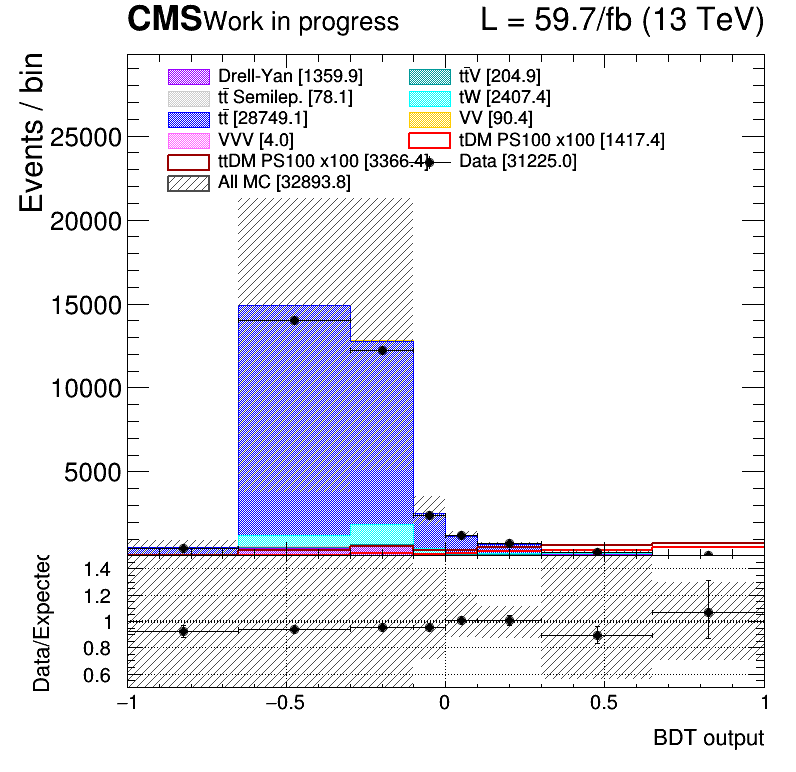 CMS Work in progress L = 59.7/fb (13 TeV)
Events / bin
Drell-Yan [1359.9] tt̄V [204.9]
tt̄ Semilep. [78.1] tW [2407.4]
tt̄ [28749.1] VV [90.4]
VVV [4.0] tDM PS100 x100 [1417.4]
ttDM PS100 x100 [3366.4] Data [31225.0]
All MC [32893.8]
25000
20000
15000
10000
5000
Data/Expected
1.4
1.2
1
0.8
0.6
−1 −0.5 0 0.5 1
BDT output